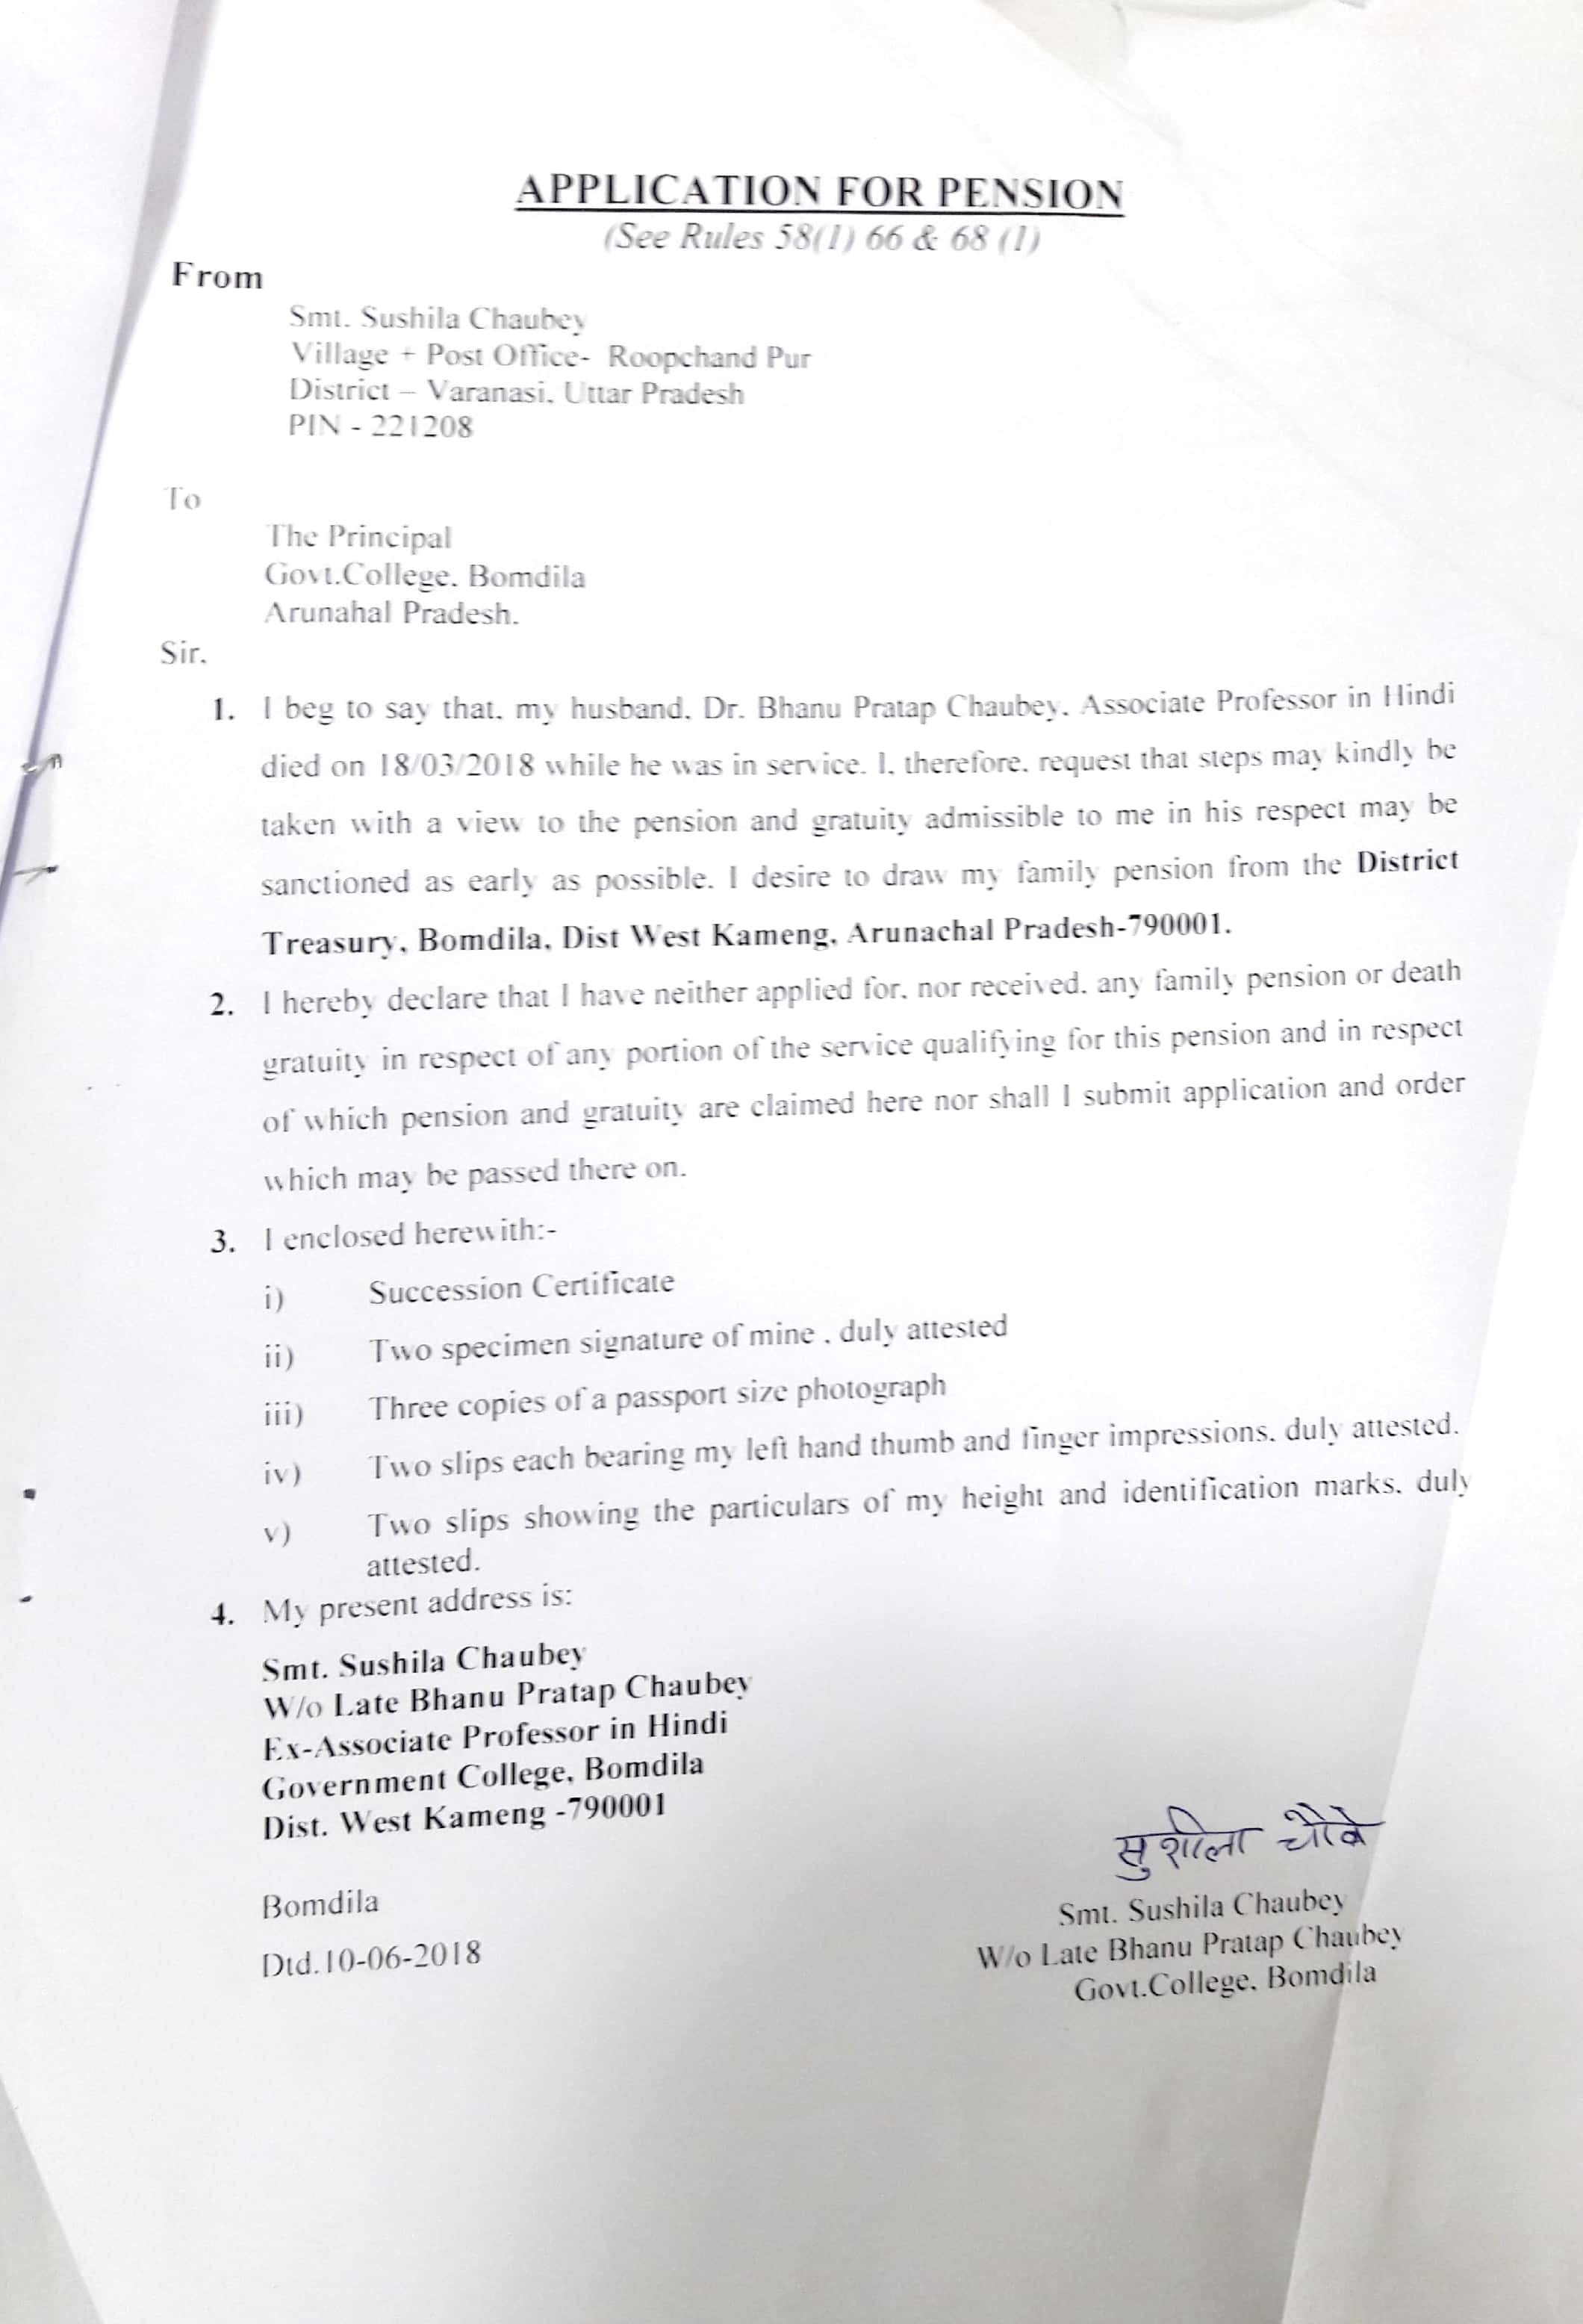 APPLICATION FOR PENSION
(See Rules 58(1) 66 & 68 (1)
From
Smt. Sushila Chaubey
Village + Post Office- Roopchand Pur
District – Varanasi, Uttar Pradesh
PIN - 221208
To
The Principal
Govt.College, Bomdila
Arunahal Pradesh.
Sir,
1. I beg to say that, my husband, Dr. Bhanu Pratap Chaubey, Associate Professor in Hindi
died on 18/03/2018 while he was in service. I, therefore, request that steps may kindly be
taken with a view to the pension and gratuity admissible to me in his respect may be
sanctioned as early as possible. I desire to draw my family pension from the District
Treasury, Bomdila, Dist West Kameng, Arunachal Pradesh-790001.
2. I hereby declare that I have neither applied for, nor received, any family pension or death
gratuity in respect of any portion of the service qualifying for this pension and in respect
of which pension and gratuity are claimed here nor shall I submit application and order
which may be passed there on.
3. I enclosed herewith:-
i) Succession Certificate
ii) Two specimen signature of mine , duly attested
iii) Three copies of a passport size photograph
iv) Two slips each bearing my left hand thumb and finger impressions, duly attested.
v) Two slips showing the particulars of my height and identification marks, duly
attested.
4. My present address is:
Smt. Sushila Chaubey
W/o Late Bhanu Pratap Chaubey
Ex-Associate Professor in Hindi
Government College, Bomdila
Dist. West Kameng -790001
सुशीला चौबे
Bomdila
Smt. Sushila Chaubey
Dtd.10-06-2018
W/o Late Bhanu Pratap Chaubey
Govt.College, Bomdila